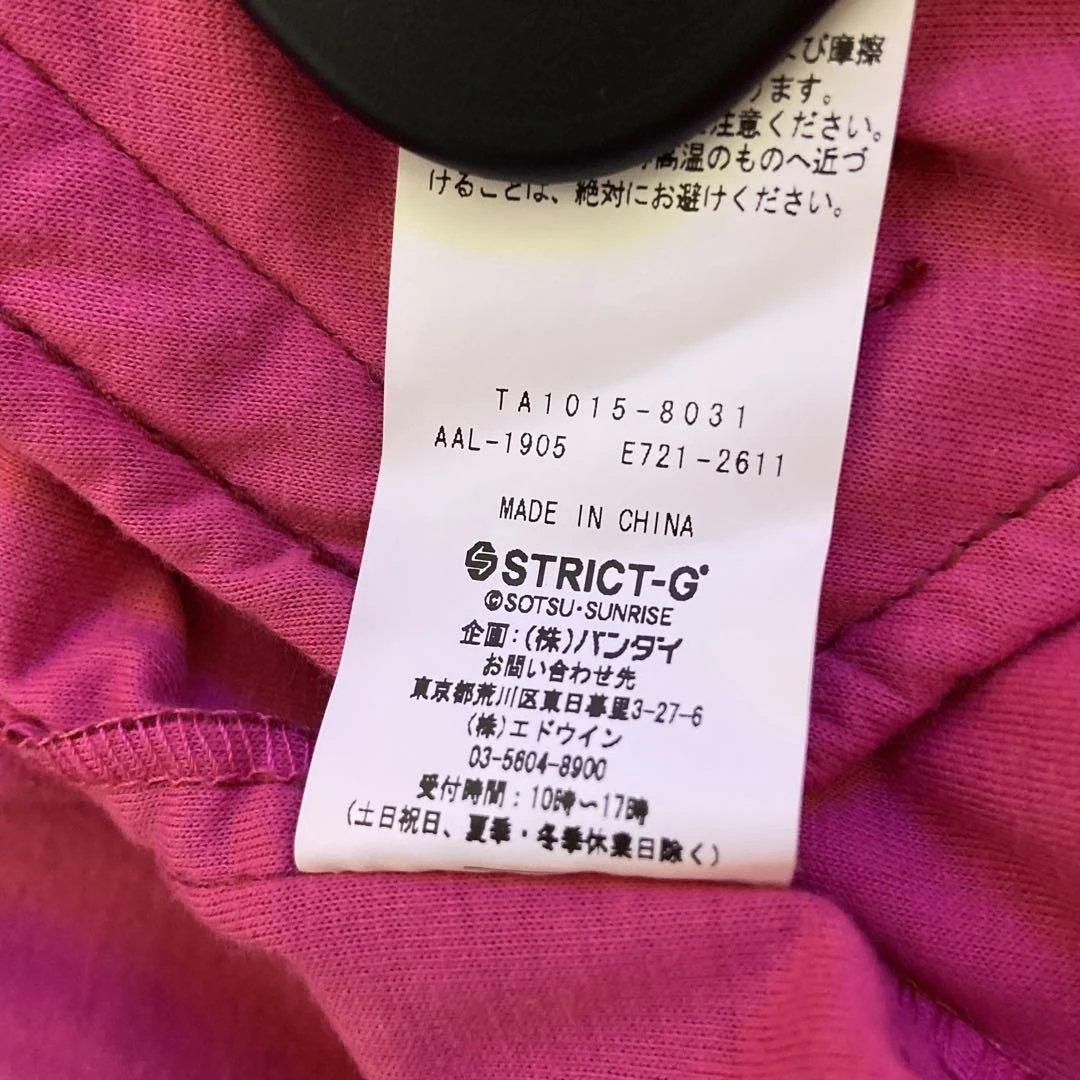 び摩擦
ります。
注意ください。
高温のものへ近づ
けることは、絶対にお避けください。
TA1015-8031
AAL-1905 E721-2611
MADE IN CHINA
STRICT-G
©SOTSU・SUNRISE
企画:(株)バンダイ
お問い合わせ先
東京都荒川区東日暮里3-27-6
(株)エドウイン
03-5604-8900
受付時間:10時〜17時
(土日祝日、夏季・冬季休業日除く)